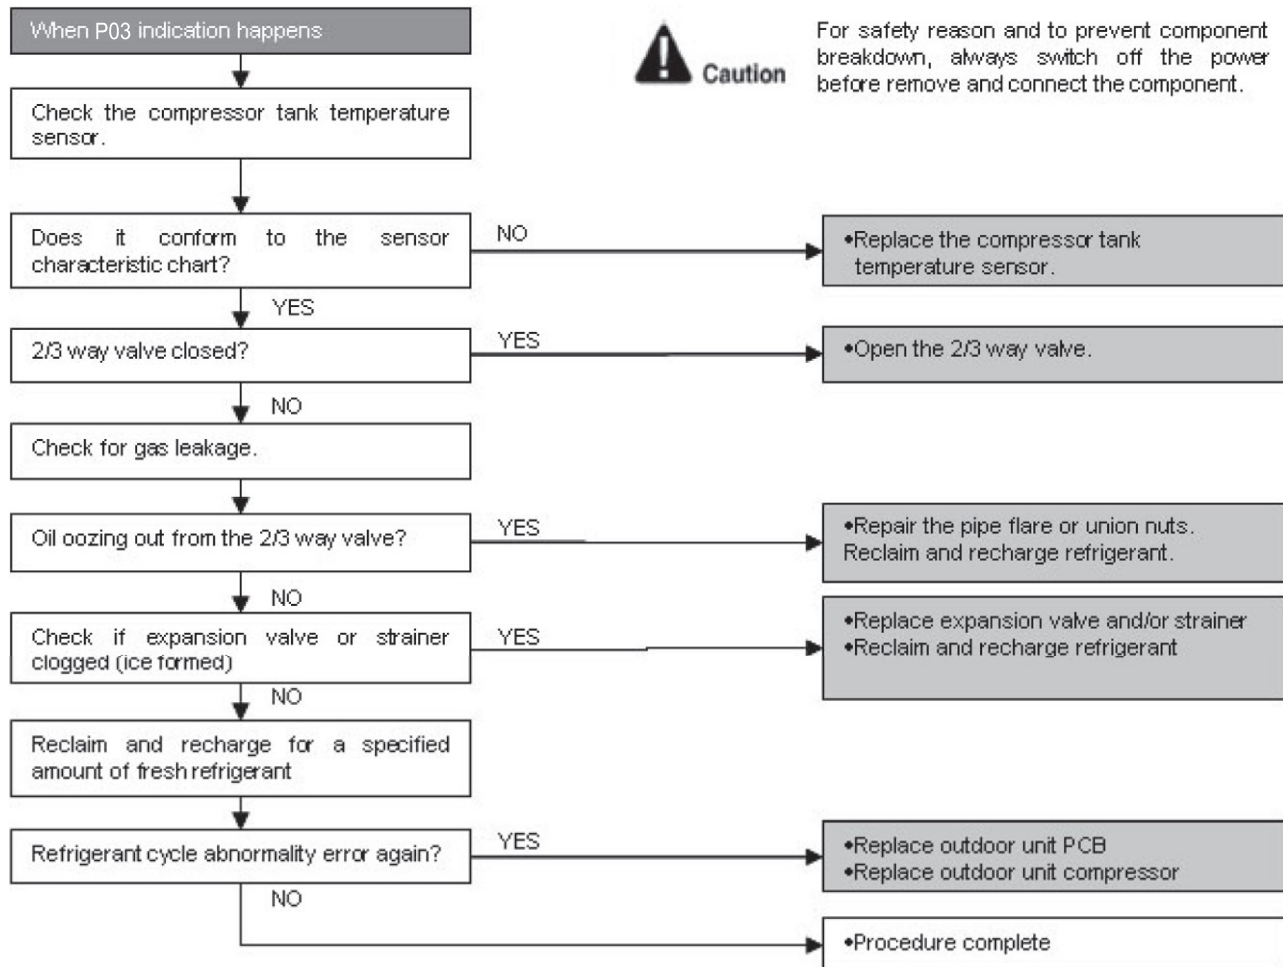 When P03 indication happens
Caution
For safety reason and to prevent component
breakdown, always switch off the power
before remove and connect the component.
Check the compressor tank temperature
sensor.
Does it conform to the sensor
characteristic chart?
NO
•Replace the compressor tank
temperature sensor.
YES
2/3 way valve closed?
YES
•Open the 2/3 way valve.
NO
Check for gas leakage.
Oil oozing out from the 2/3 way valve?
YES
•Repair the pipe flare or union nuts.
Reclaim and recharge refrigerant.
NO
Check if expansion valve or strainer
clogged (ice formed)
YES
•Replace expansion valve and/or strainer
•Reclaim and recharge refrigerant
NO
Reclaim and recharge for a specified
amount of fresh refrigerant
Refrigerant cycle abnormality error again?
YES
•Replace outdoor unit PCB
•Replace outdoor unit compressor
NO
•Procedure complete